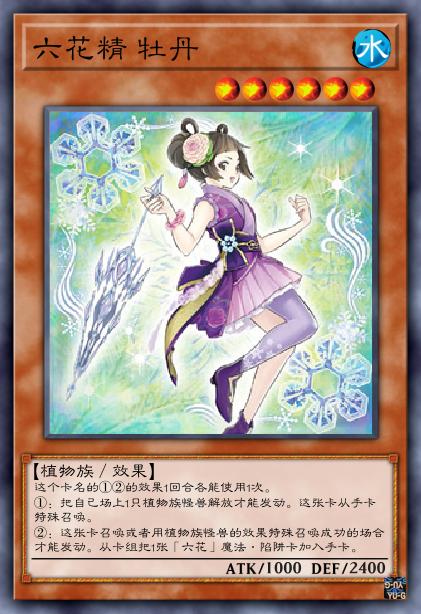 六花精 牡丹
水
【植物族／效果】
这个卡名的①②的效果1回合各能使用1次。
①：把自己场上1只植物族怪兽解放才能发动。这张卡从手卡
特殊召唤。
②：这张卡召唤或者用植物族怪兽的效果特殊召唤成功的场合
才能发动。从卡组把1张「六花」魔法·陷阱卡加入手卡。
ATK/1000 DEF/2400